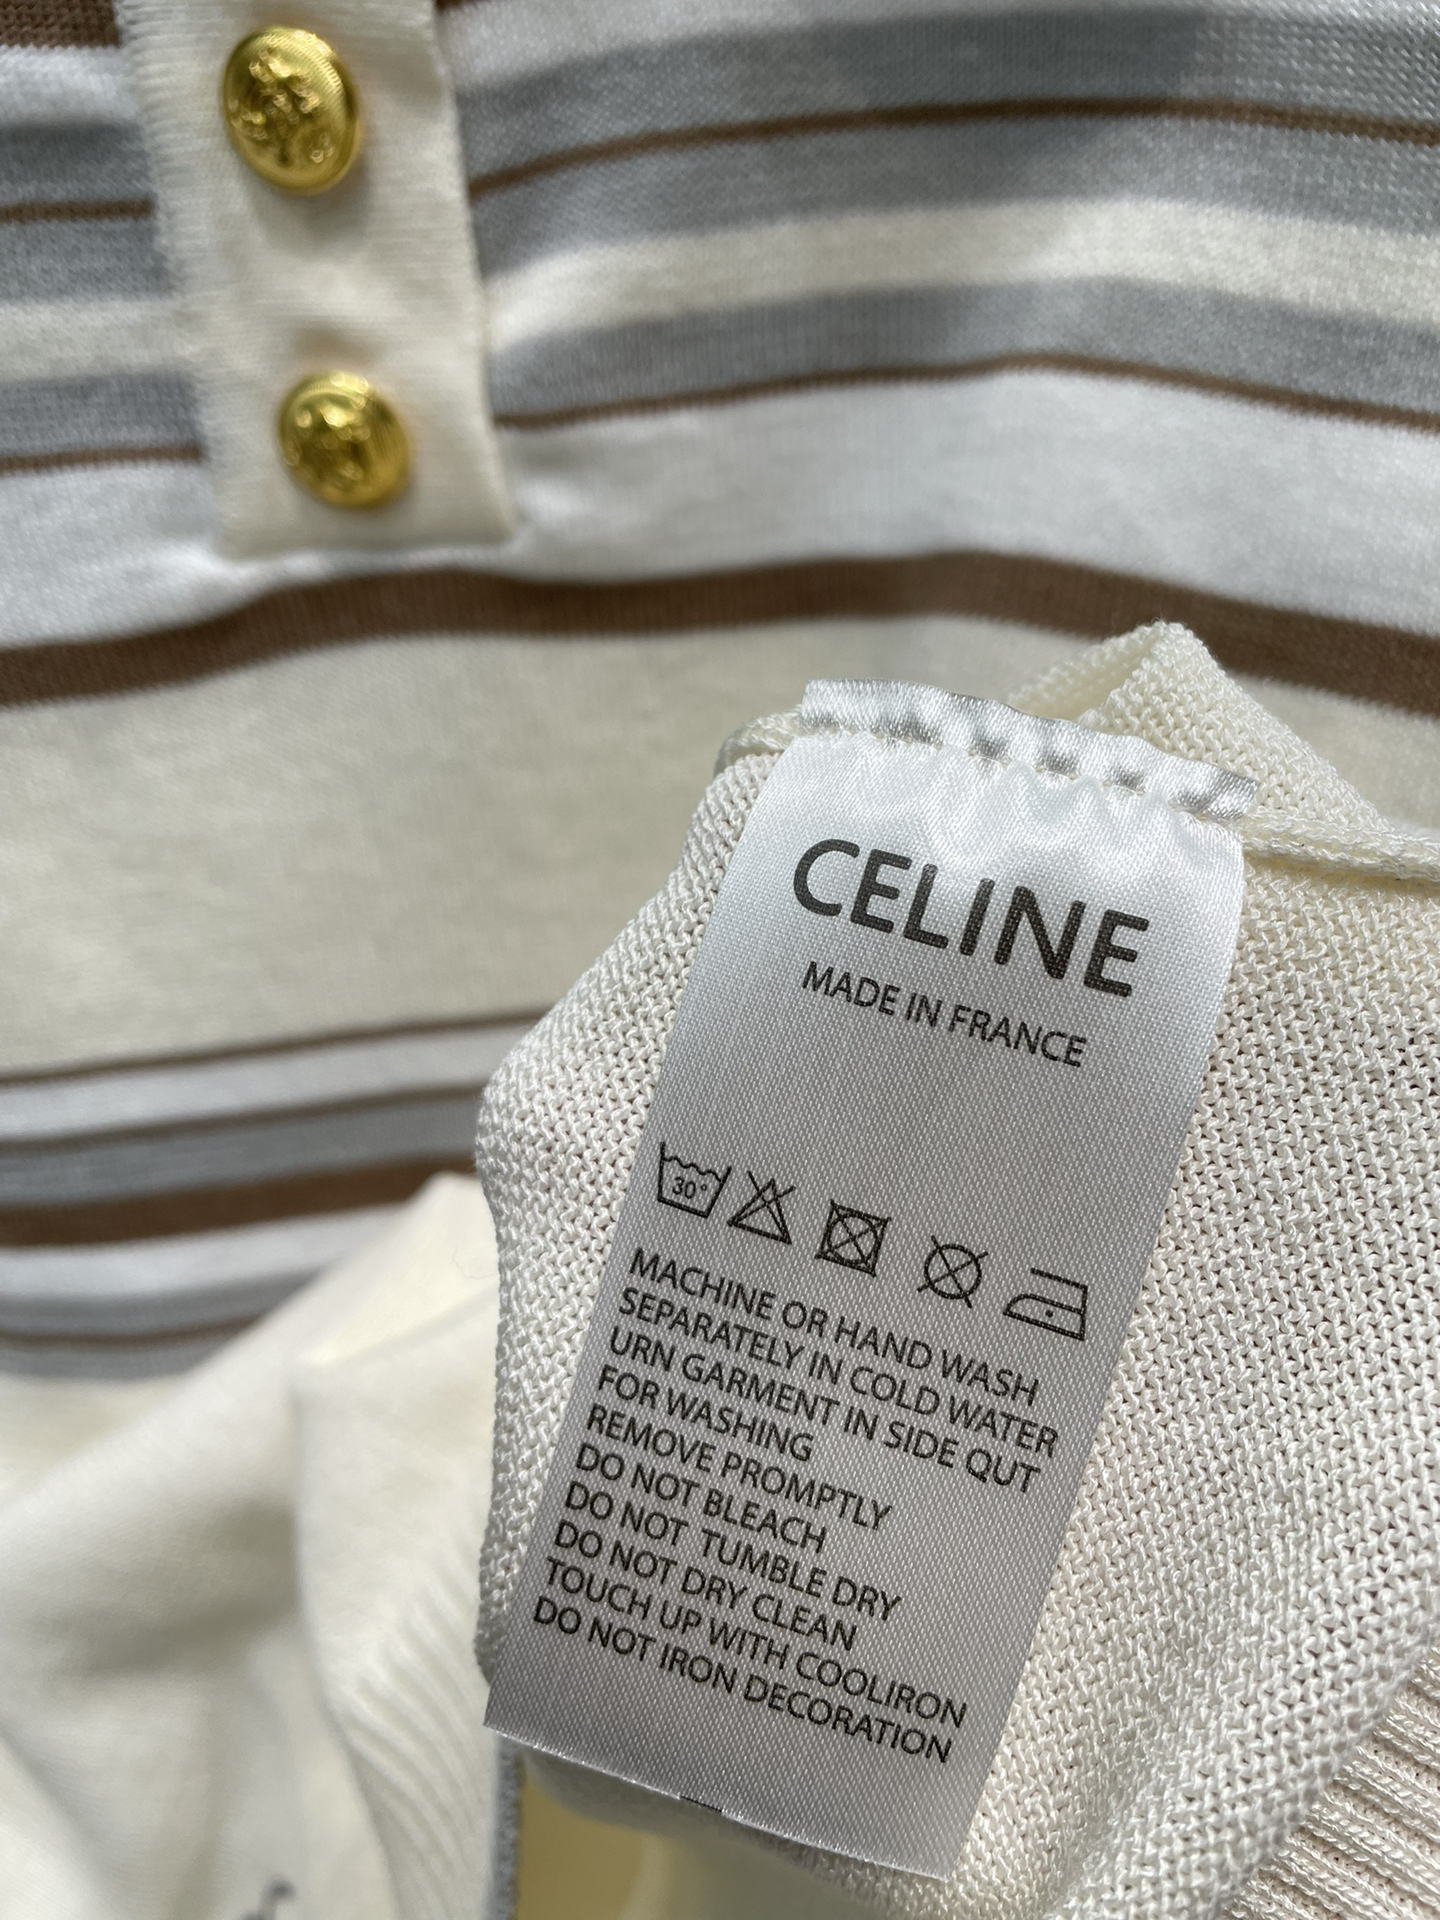 CELINE
MADE IN FRANCE
30°
MACHINE OR HAND WASH
SEPARATELY IN COLD WATER
URN GARMENT IN SIDE QUT
FOR WASHING
REMOVE PROMPTLY
DO NOT BLEACH
DO NOT TUMBLE DRY
DO NOT DRY CLEAN
TOUCH UP WITH COOLIRON
DO NOT IRON DECORATION